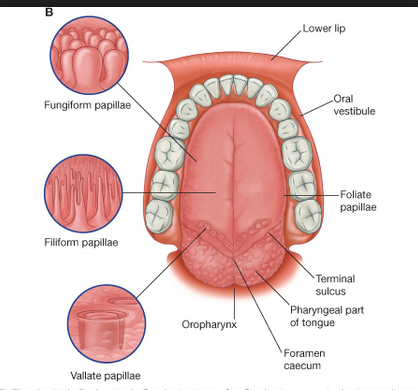 B
Lower lip
Fungiform papillae
Oral
vestibule
Filiform papillae
Foliate
papillae
Terminal
sulcus
Pharyngeal part
of tongue
Oropharynx
Foramen
caecum
Vallate papillae